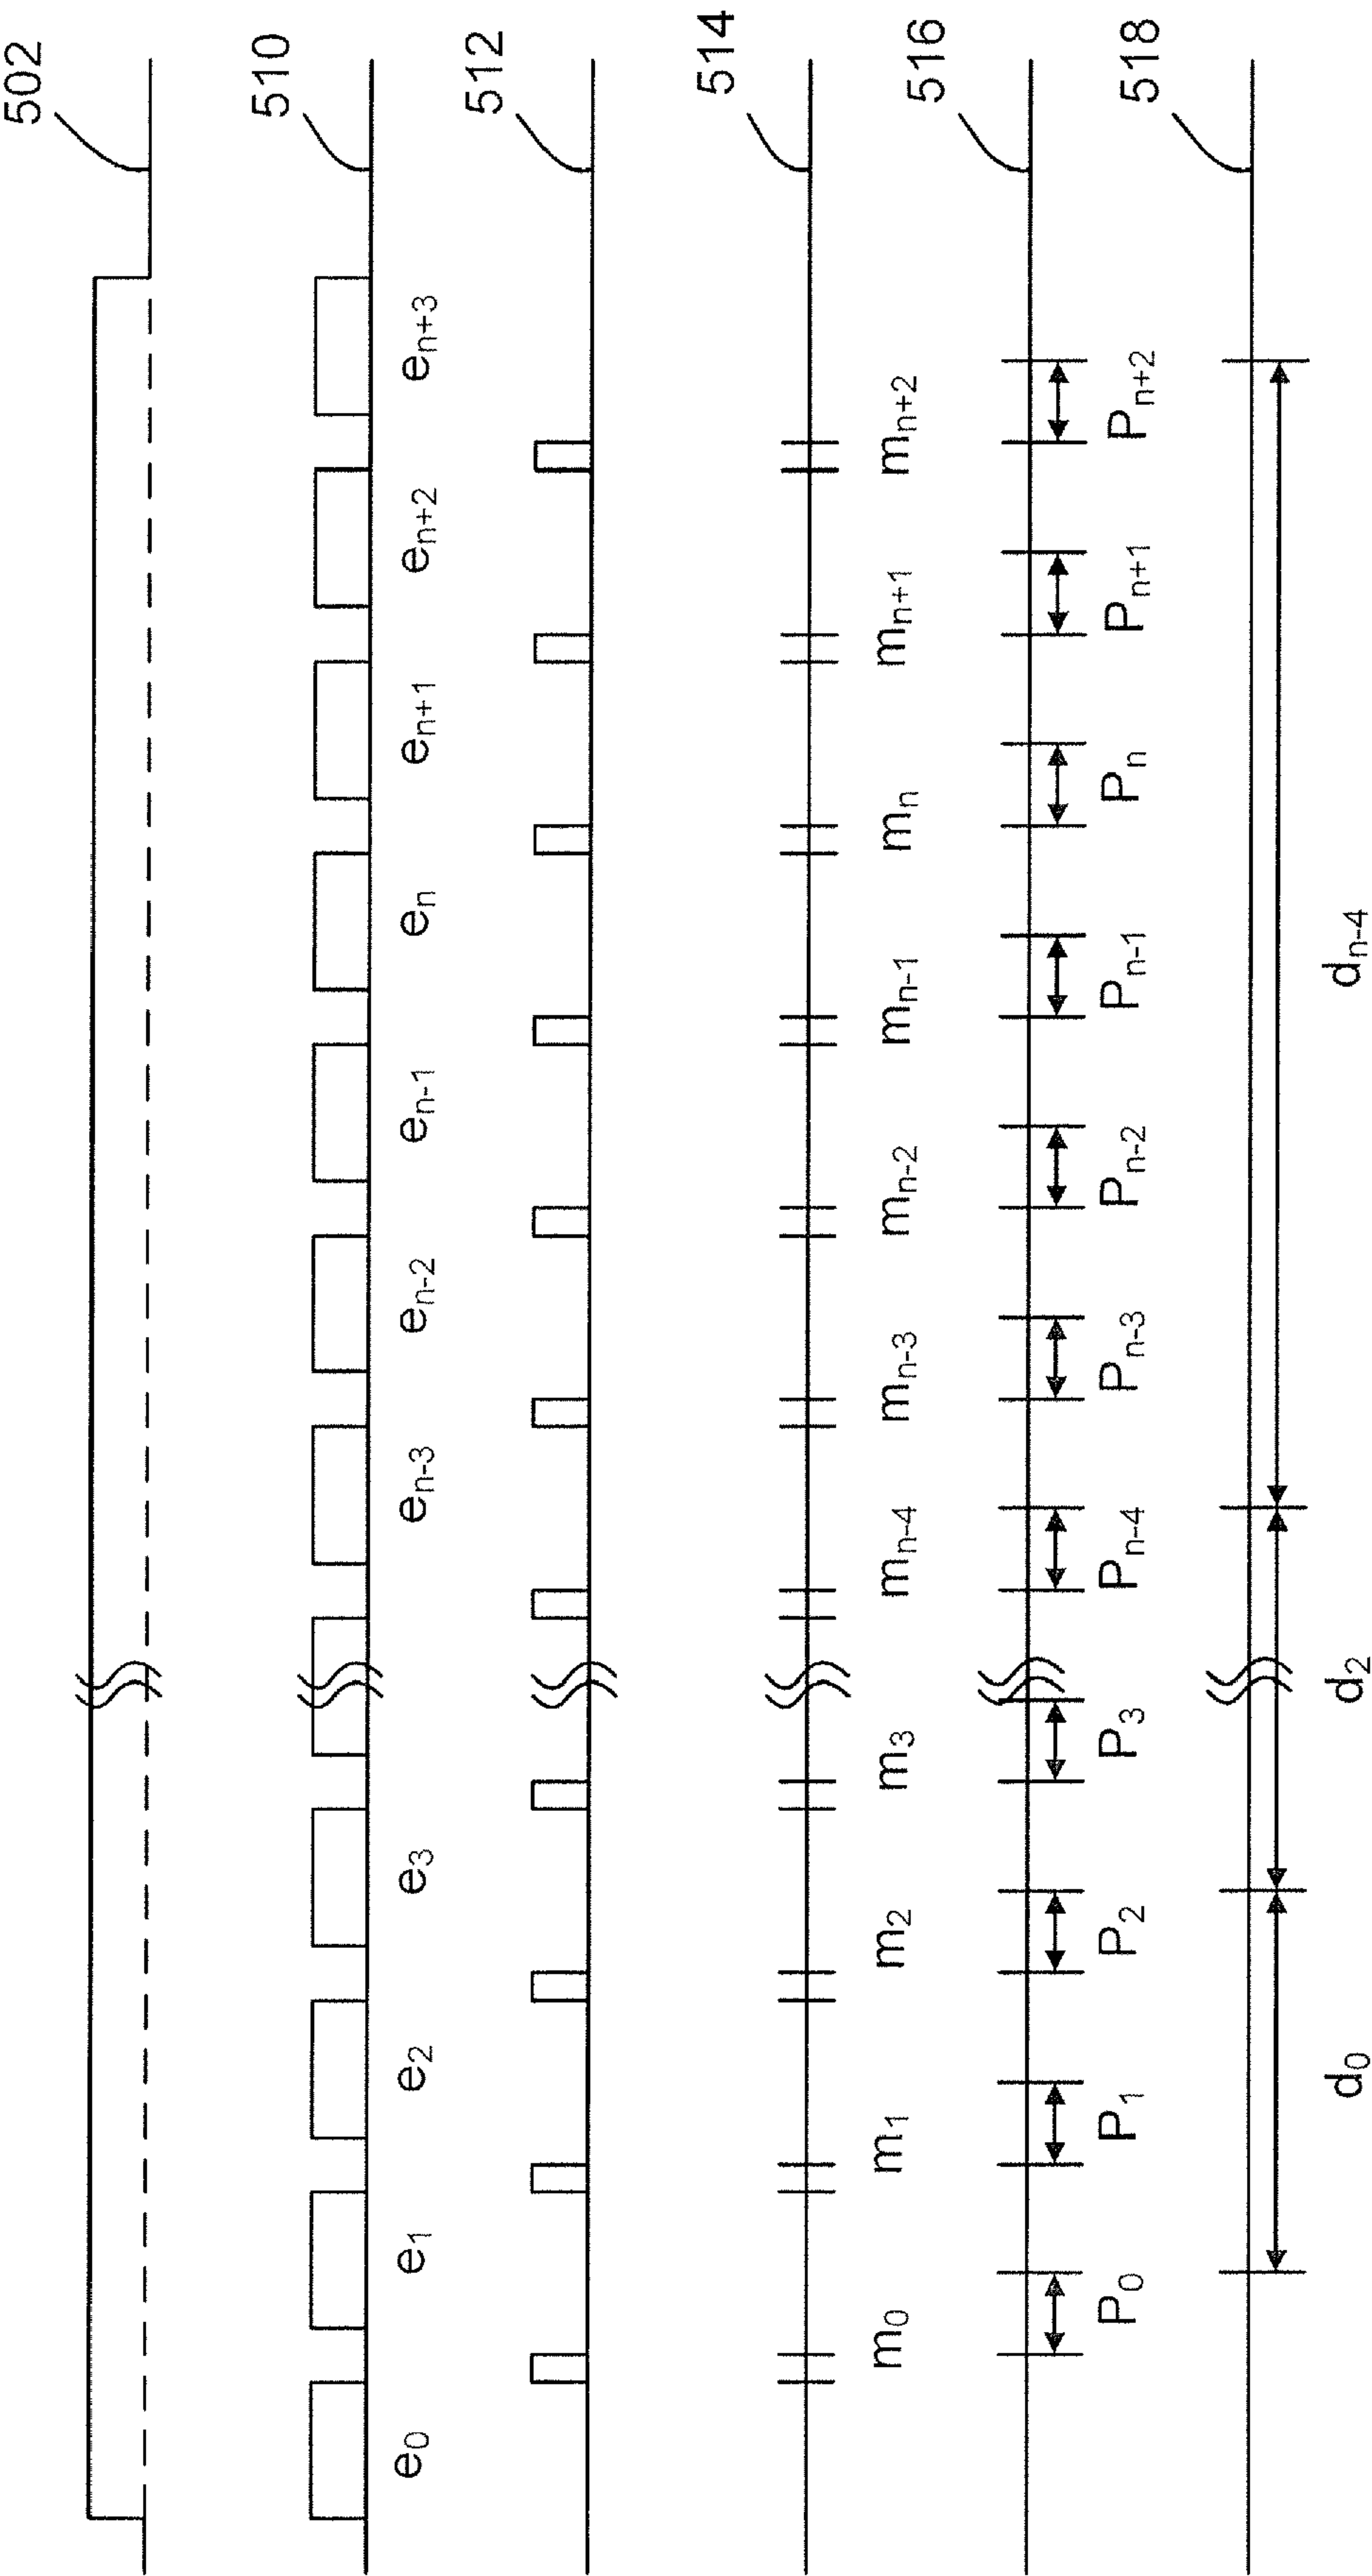 502
510
e₀ e₁ e₂ e₃ eₙ₋₃ eₙ₋₂ eₙ₋₁ eₙ eₙ₊₁ eₙ₊₂ eₙ₊₃
512
514
m₀ m₁ m₂ m₃ mₙ₋₄ mₙ₋₃ mₙ₋₂ mₙ₋₁ mₙ mₙ₊₁ mₙ₊₂
516
P₀ P₁ P₂ P₃ Pₙ₋₄ Pₙ₋₃ Pₙ₋₂ Pₙ₋₁ Pₙ Pₙ₊₁ Pₙ₊₂
518
d₀ d₂ dₙ₋₄